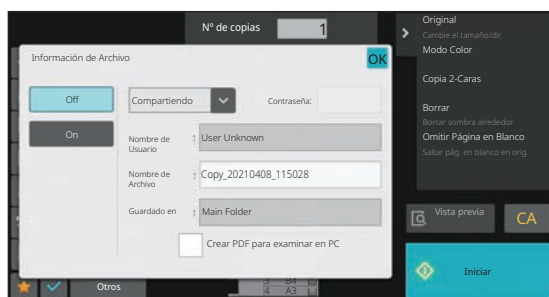 Nº de copias
1
Información de Archivo
OK
Off
On
Compartiendo
Contraseña:
Nombre de
Usuario
User Unknown
Nombre de
Archivo
Copy_20210408_115028
Guardado en
Main Folder
Crear PDF para examinar en PC
Otros
3 B4
4 A3
Original
Cambie el tamaño/dir.
Modo Color
Copia 2-Caras
Borrar
Borrar sombra alrededor
Omitir Página en Blanco
Saltar pág. en blanco en orig.
Vista previa
CA
Iniciar